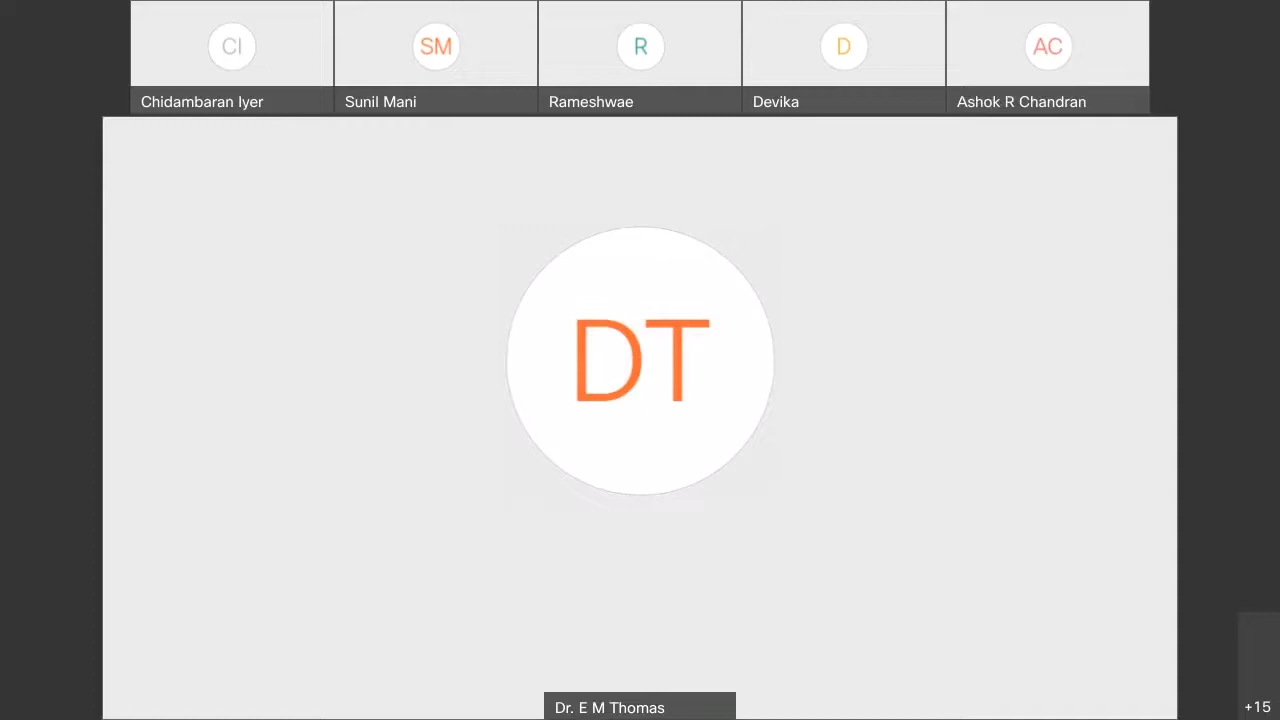 CI
SM
R
D
AC
Chidambaran Iyer
Sunil Mani
Rameshwae
Devika
Ashok R Chandran
DT
Dr. E M Thomas
+15